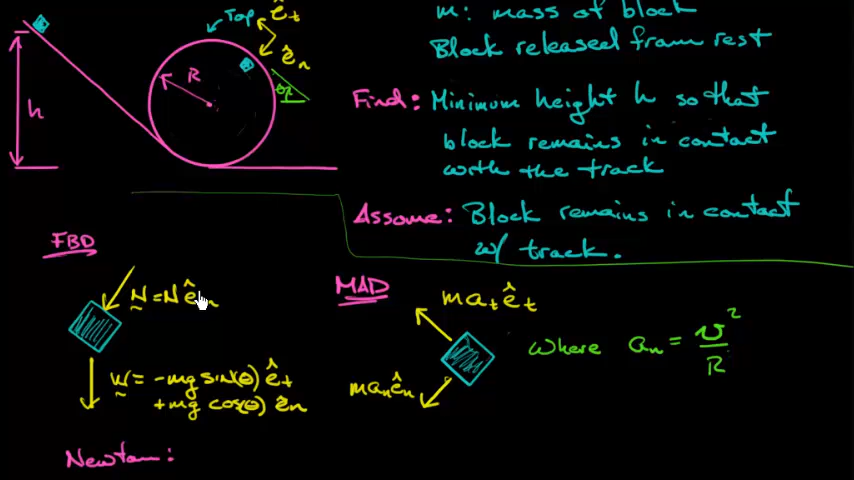 m: mass of block
Top
ê_t
Block released from rest
ê_n
R
θ
h
Find: Minimum height h so that
block remains in contact
worth the track
Assume: Block remains in contact
w/ track.
FBD
N = N ê_n
W = -mg sin(θ) ê_t
+mg cos(θ) ê_n
MAD
ma_t ê_t
ma_n ê_n
where a_n = v²/R
Newton: